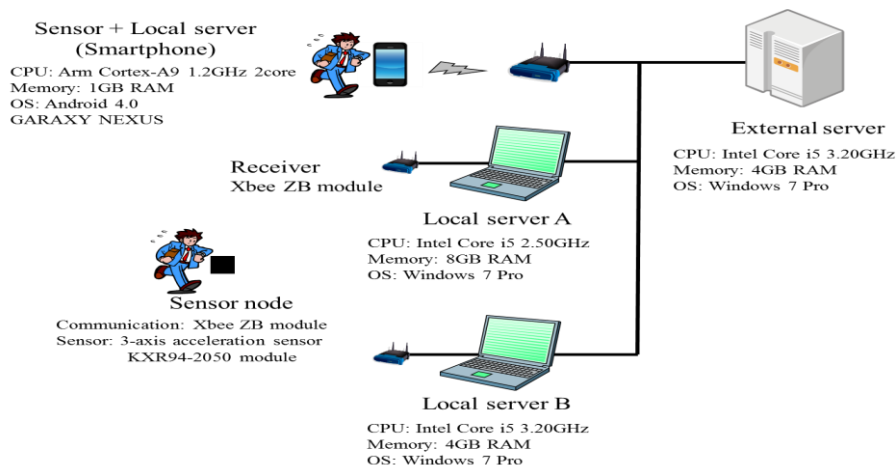 Sensor + Local server
(Smartphone)
CPU: Arm Cortex-A9 1.2GHz 2core
Memory: 1GB RAM
OS: Android 4.0
GARAXY NEXUS
External server
CPU: Intel Core i5 3.20GHz
Memory: 4GB RAM
OS: Windows 7 Pro
Receiver
Xbee ZB module
Local server A
CPU: Intel Core i5 2.50GHz
Memory: 8GB RAM
OS: Windows 7 Pro
Sensor node
Communication: Xbee ZB module
Sensor: 3-axis acceleration sensor
KXR94-2050 module
Local server B
CPU: Intel Core i5 3.20GHz
Memory: 4GB RAM
OS: Windows 7 Pro